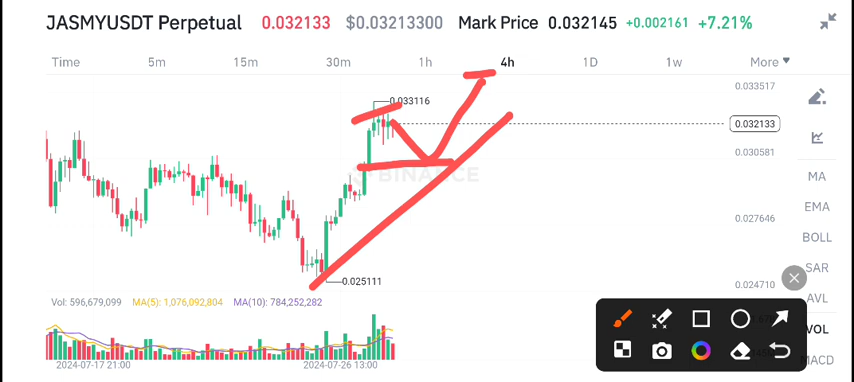 JASMYUSDT Perpetual 0.032133 $0.03213300 Mark Price 0.032145 +0.002161 +7.21%
Time 5m 15m 30m 1h 4h 1D 1w More
0.033517
0.033116
0.032133
0.030581
BINANCE
MA
EMA
0.027646
BOLL
SAR
0.025111
0.024710
AVL
Vol: 596,679,099 MA(5): 1,076,092,804 MA(10): 784,252,282
VOL
MACD
2024-07-17 21:00 2024-07-26 13:00